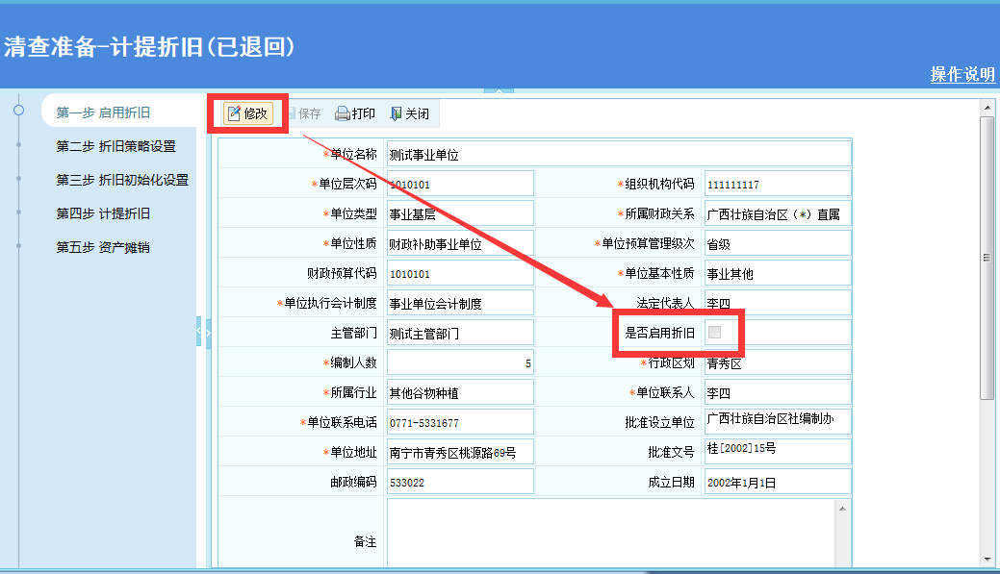 清查准备-计提折旧(已退回)
操作说明
第一步 启用折旧
第二步 折旧策略设置
第三步 折旧初始化设置
第四步 计提折旧
第五步 资产摊销
修改 保存 打印 关闭
*单位名称 测试事业单位
*单位层次码 1010101 *组织机构代码 111111117
*单位类型 事业基层 *所属财政关系 广西壮族自治区（*）直属
*单位性质 财政补助事业单位 *单位预算管理级次 省级
财政预算代码 1010101 *单位基本性质 事业其他
*单位执行会计制度 事业单位会计制度 法定代表人 李四
主管部门 测试主管部门 是否启用折旧
*编制人数 5 *行政区划 青秀区
*所属行业 其他谷物种植 *单位联系人 李四
*单位联系电话 0771-5331677 批准设立单位 广西壮族自治区社编制办
*单位地址 南宁市青秀区桃源路69号 批准文号 桂[2002]15号
邮政编码 533022 成立日期 2002年1月1日
备注